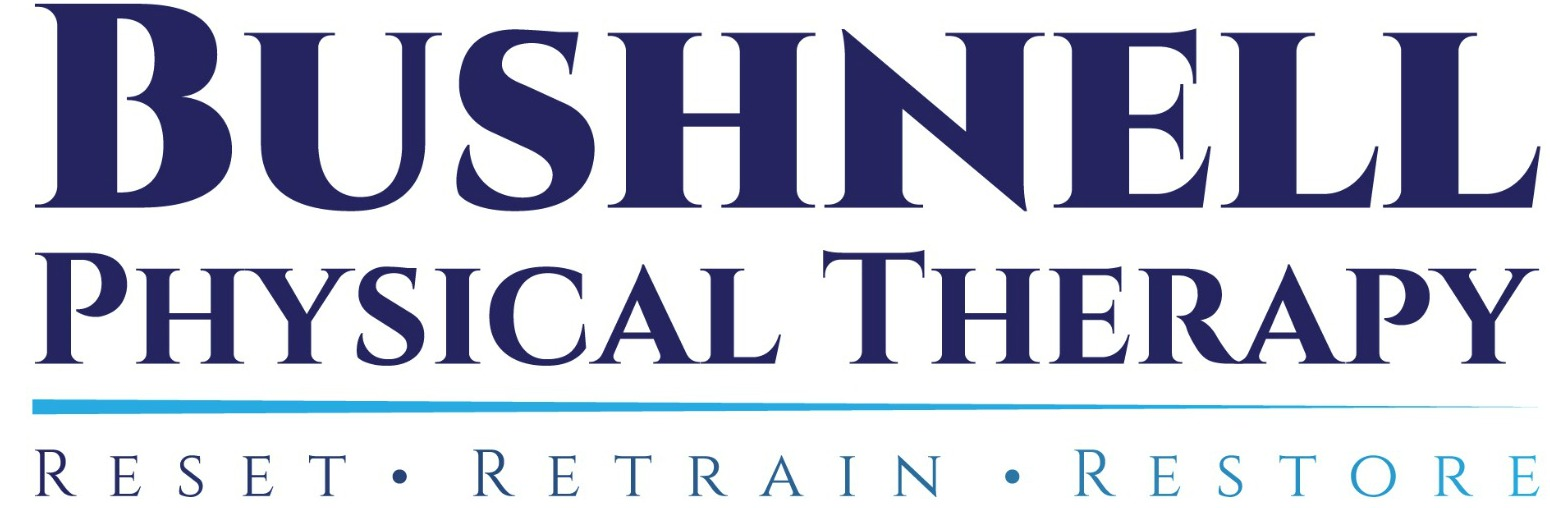 BUSHNELL
PHYSICAL THERAPY
RESET • RETRAIN • RESTORE